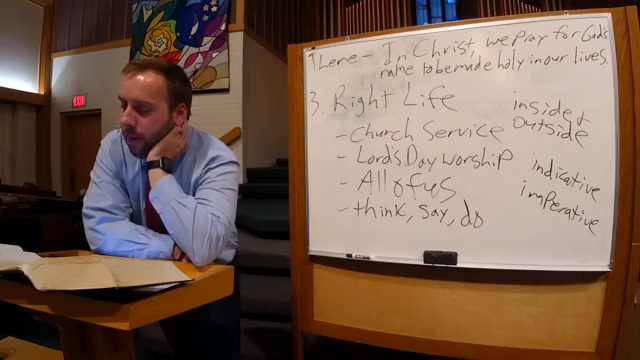 EXIT
Theme - In Christ, we pray for God's
name to be made holy in our lives.
3. Right Life
- Church Service
- Lord's Day worship
- All of us
- think, say, do
inside +
outside
indicative
imperative